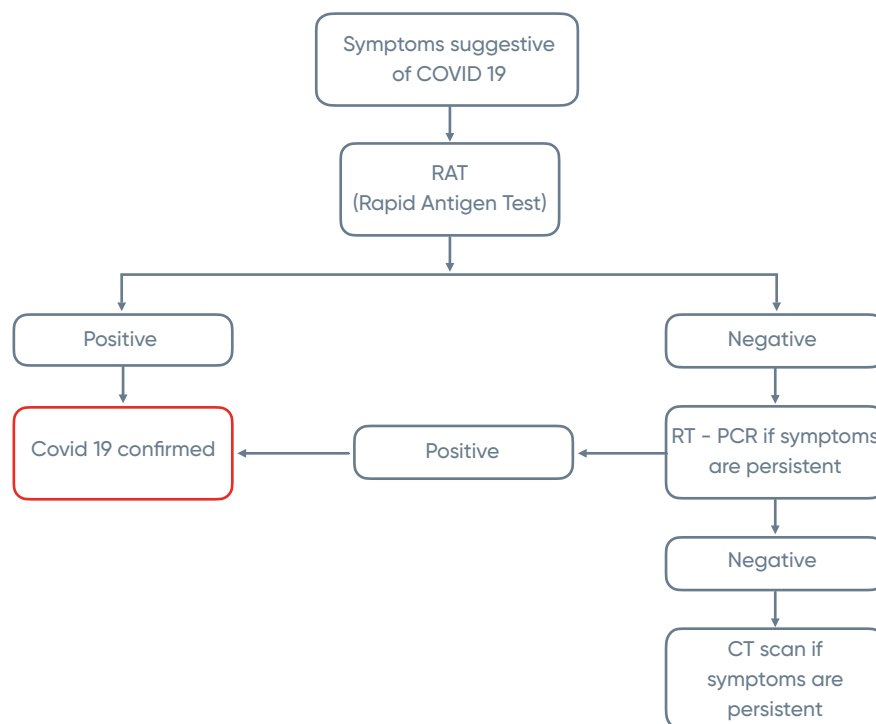 Symptoms suggestive
of COVID 19
RAT
(Rapid Antigen Test)
Positive
Negative
Covid 19 confirmed
Positive
RT - PCR if symptoms
are persistent
Negative
CT scan if
symptoms are
persistent